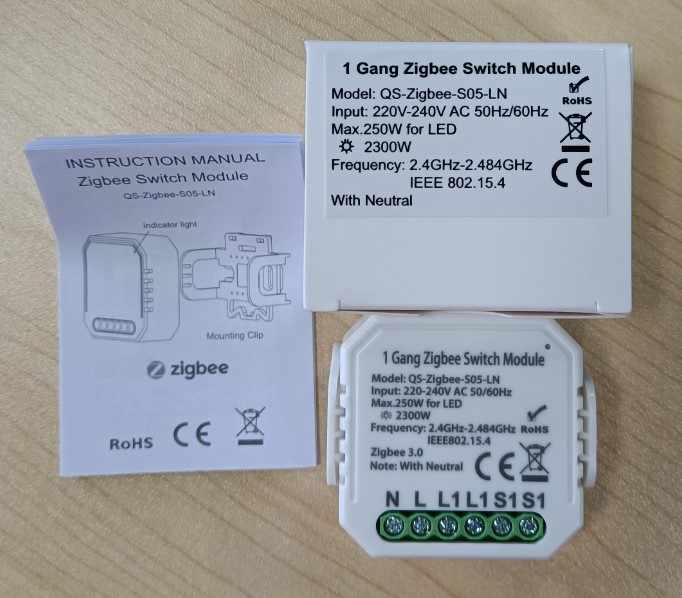 INSTRUCTION MANUAL
Zigbee Switch Module
QS-Zigbee-S05-LN
indicator light
Mounting Clip
zigbee
RoHS CE
1 Gang Zigbee Switch Module
Model: QS-Zigbee-S05-LN
Input: 220V-240V AC 50Hz/60Hz
Max.250W for LED
2300W
Frequency: 2.4GHz-2.484GHz
IEEE 802.15.4
With Neutral
RoHS
CE
1 Gang Zigbee Switch Module
Model: QS-Zigbee-S05-LN
Input: 220-240V AC 50/60Hz
Max.250W for LED
2300W
Frequency: 2.4GHz-2.484GHz
IEEE802.15.4
Zigbee 3.0
Note: With Neutral
RoHS
CE
N L L1 L1 S1 S1